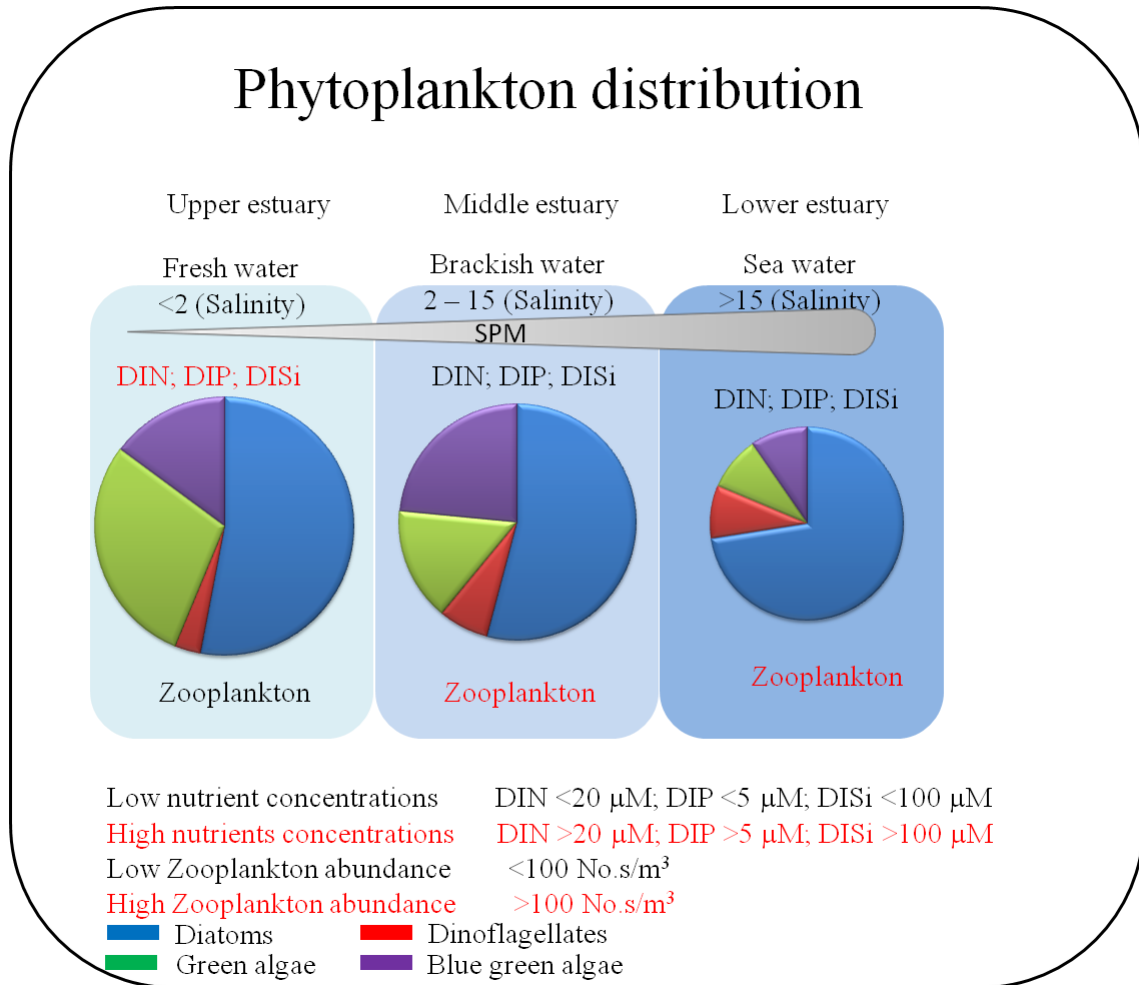 Phytoplankton distribution
Upper estuary
Middle estuary
Lower estuary
Fresh water
<2 (Salinity)
Brackish water
2 – 15 (Salinity)
Sea water
>15 (Salinity)
SPM
DIN; DIP; DISi
DIN; DIP; DISi
DIN; DIP; DISi
Zooplankton
Zooplankton
Zooplankton
Low nutrient concentrations DIN <20 µM; DIP <5 µM; DISi <100 µM
High nutrients concentrations DIN >20 µM; DIP >5 µM; DISi >100 µM
Low Zooplankton abundance <100 No.s/m³
High Zooplankton abundance >100 No.s/m³
Diatoms Dinoflagellates
Green algae Blue green algae